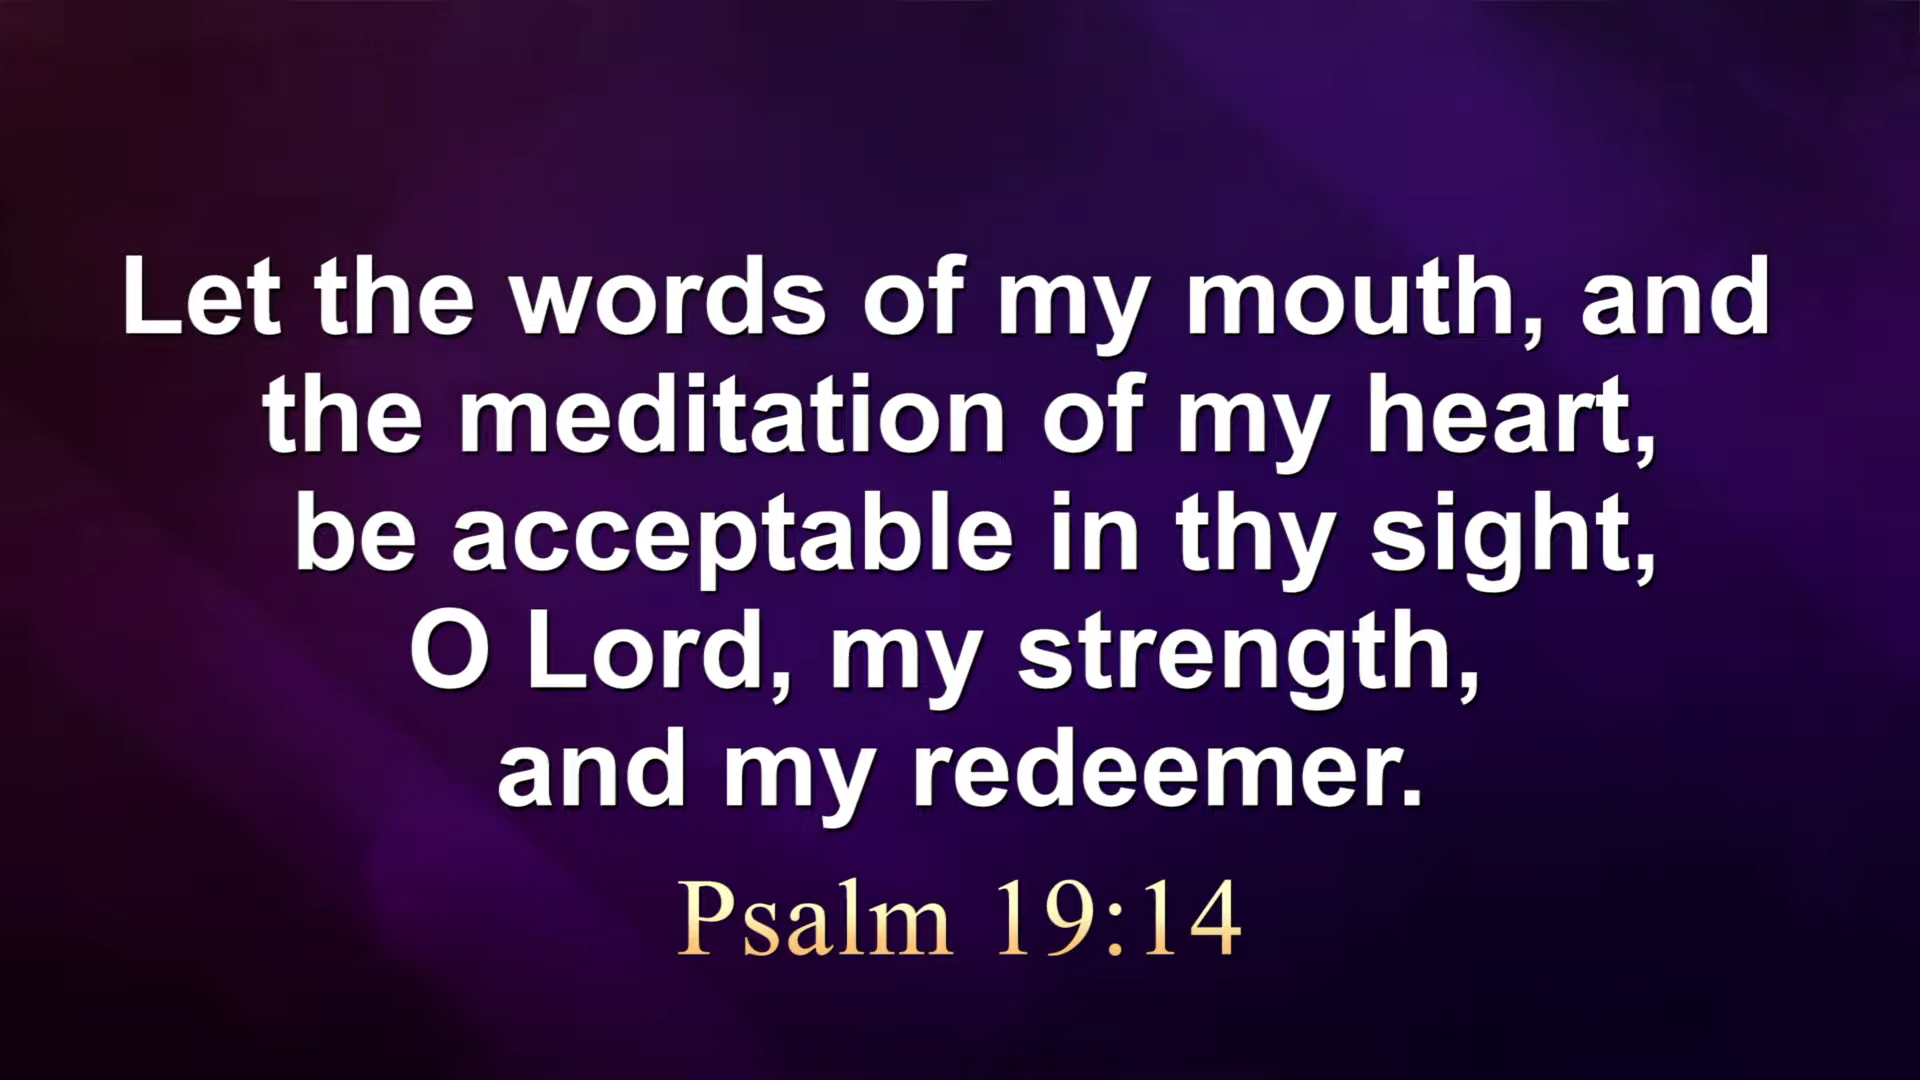 Let the words of my mouth, and
the meditation of my heart,
be acceptable in thy sight,
O Lord, my strength,
and my redeemer.
Psalm 19:14